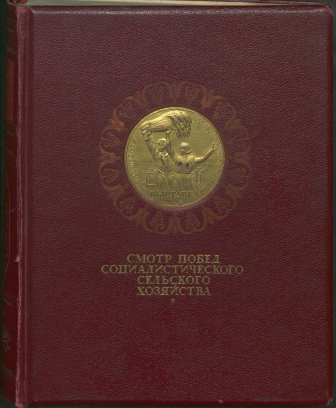 СМОТР ПОБЕД
СОЦИАЛИСТИЧЕСКОГО
СЕЛЬСКОГО
ХОЗЯЙСТВА